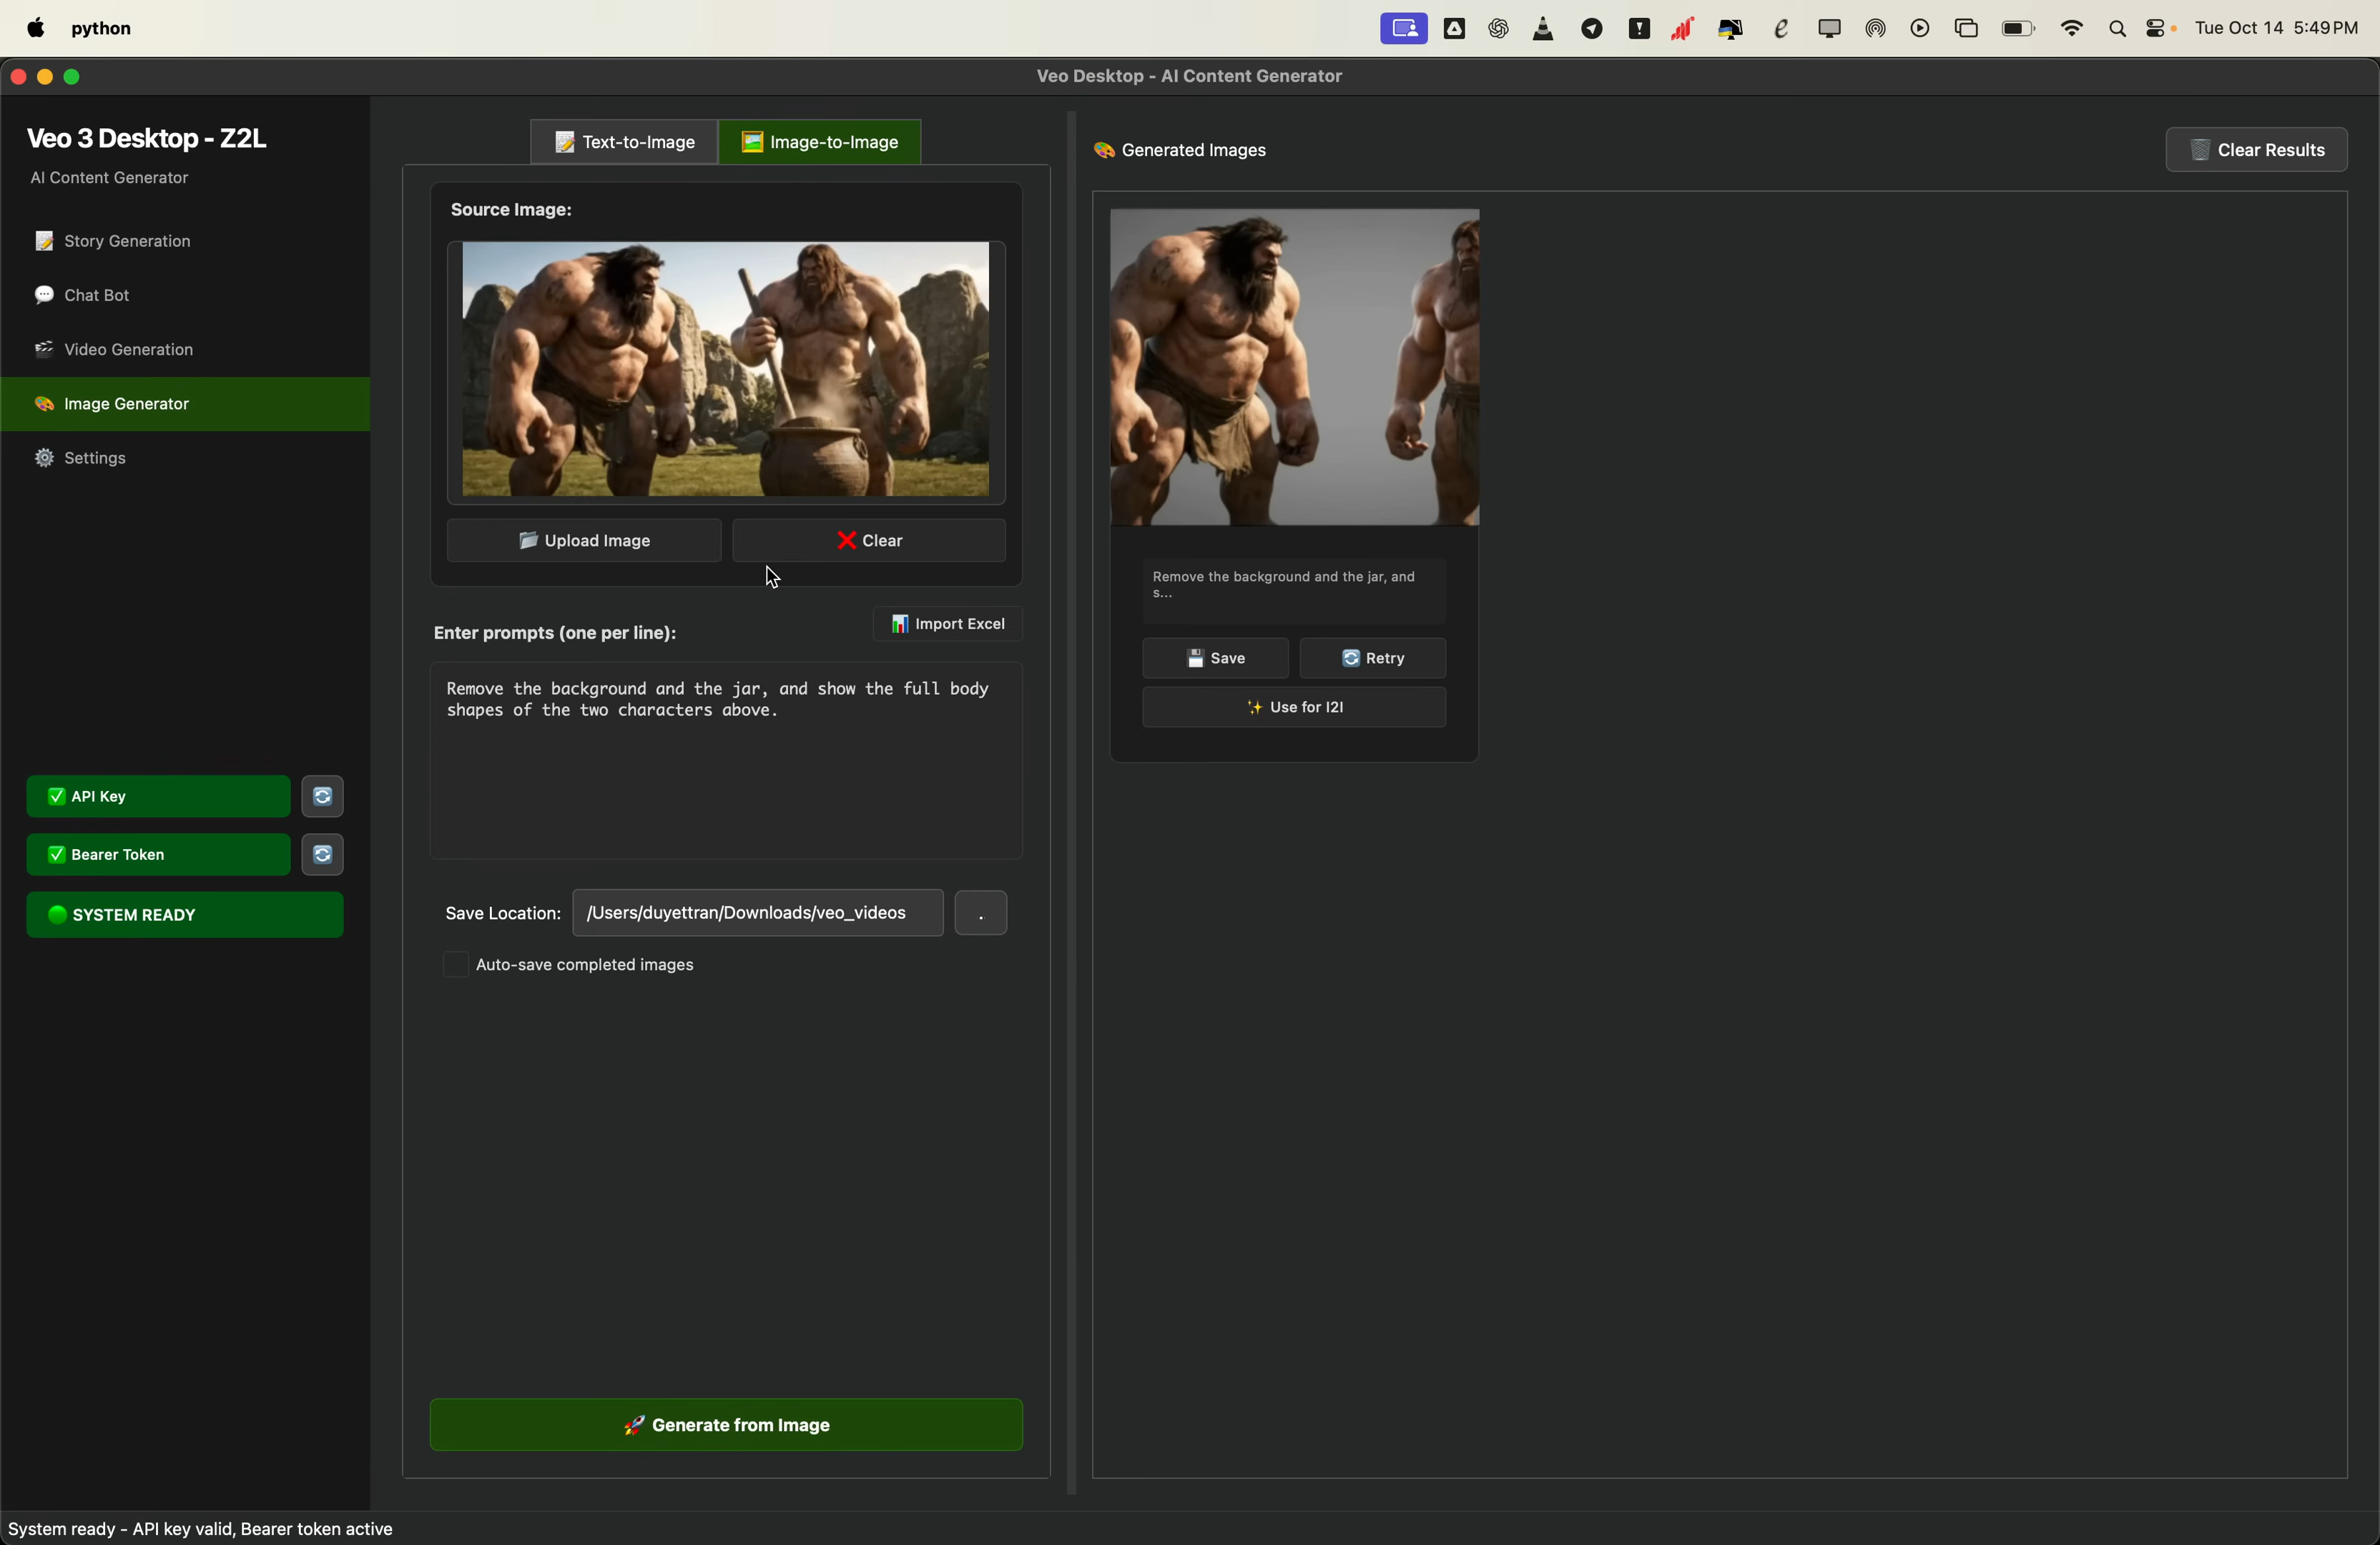 python
Tue Oct 14 5:49 PM
Veo Desktop - AI Content Generator
Veo 3 Desktop - Z2L
AI Content Generator
Story Generation
Chat Bot
Video Generation
Image Generator
Settings
API Key
Bearer Token
SYSTEM READY
Text-to-Image
Image-to-Image
Source Image:
Upload Image
Clear
Enter prompts (one per line):
Import Excel
Remove the background and the jar, and show the full body
shapes of the two characters above.
Save Location:
/Users/duyettran/Downloads/veo_videos
.
Auto-save completed images
Generate from Image
Generated Images
Clear Results
Remove the background and the jar, and
s...
Save
Retry
Use for I2I
System ready - API key valid, Bearer token active